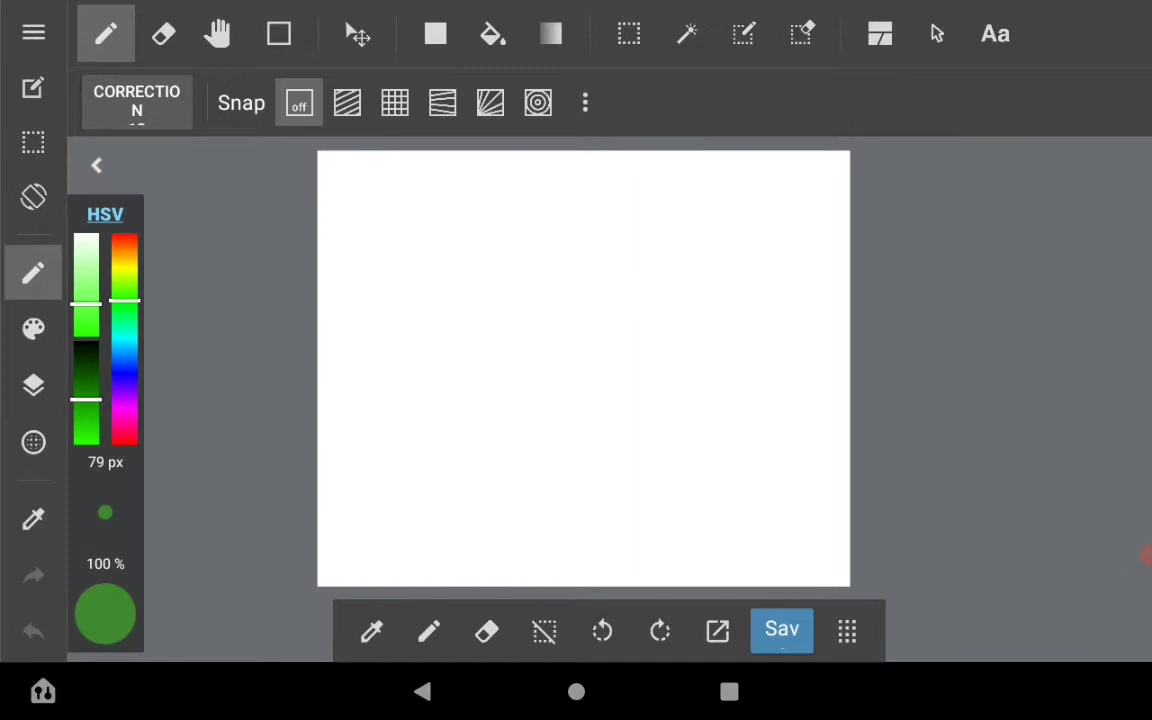 Aa
CORRECTIO
N
Snap
off
HSV
79 px
100 %
Sav